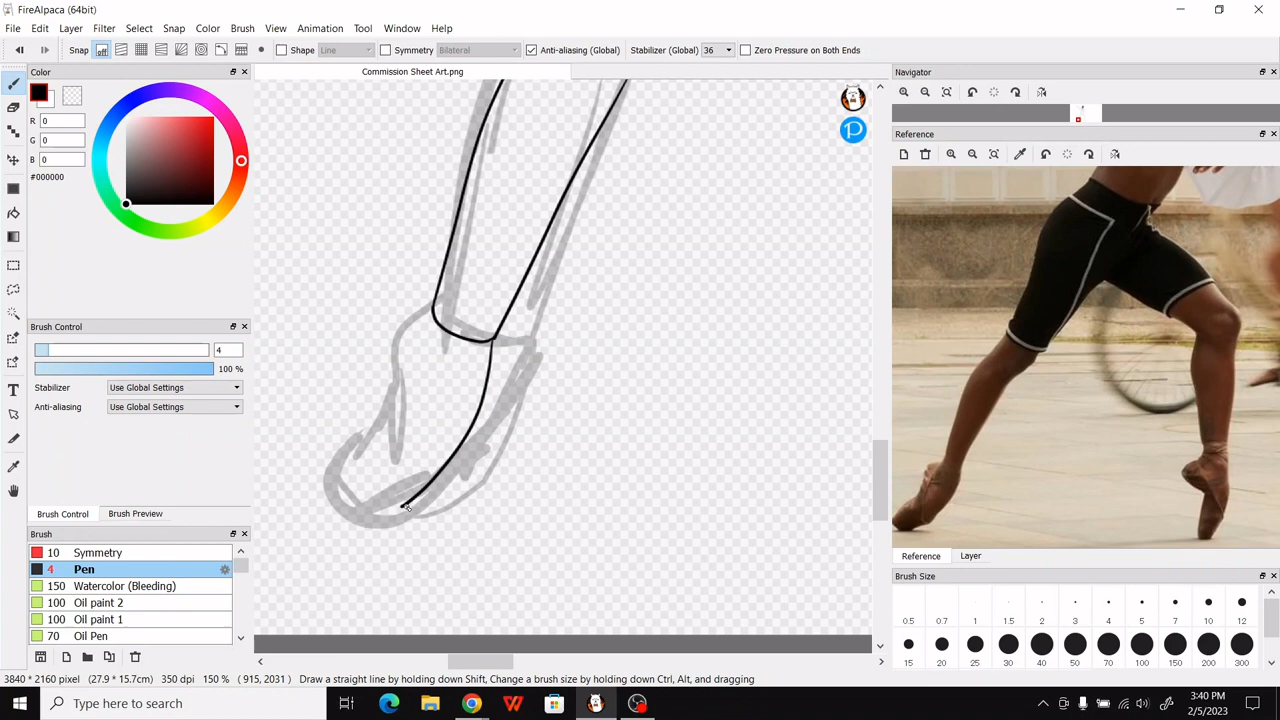 FireAlpaca (64bit)
File Edit Layer Filter Select Snap Color Brush View Animation Tool Window Help
Snap off Shape Line Symmetry Bilateral Anti-aliasing (Global) Stabilizer (Global) 36 Zero Pressure on Both Ends
Color
R 0
G 0
B 0
#000000
Brush Control
4
100 %
Stabilizer Use Global Settings
Anti-aliasing Use Global Settings
Brush Control Brush Preview
Brush
10 Symmetry
4 Pen
150 Watercolor (Bleeding)
100 Oil paint 2
100 Oil paint 1
70 Oil Pen
Commission Sheet Art.png
P
Navigator
Reference
Reference Layer
Brush Size
0.5 0.7 1 1.5 2 3 4 5 7 10 12
15 20 25 30 40 50 70 100 150 200 300
3840 * 2160 pixel (27.9 * 15.7cm) 350 dpi 150 % ( 915, 2031 ) Draw a straight line by holding down Shift, Change a brush size by holding down Ctrl, Alt, and dragging
Type here to search
3:40 PM
2/5/2023